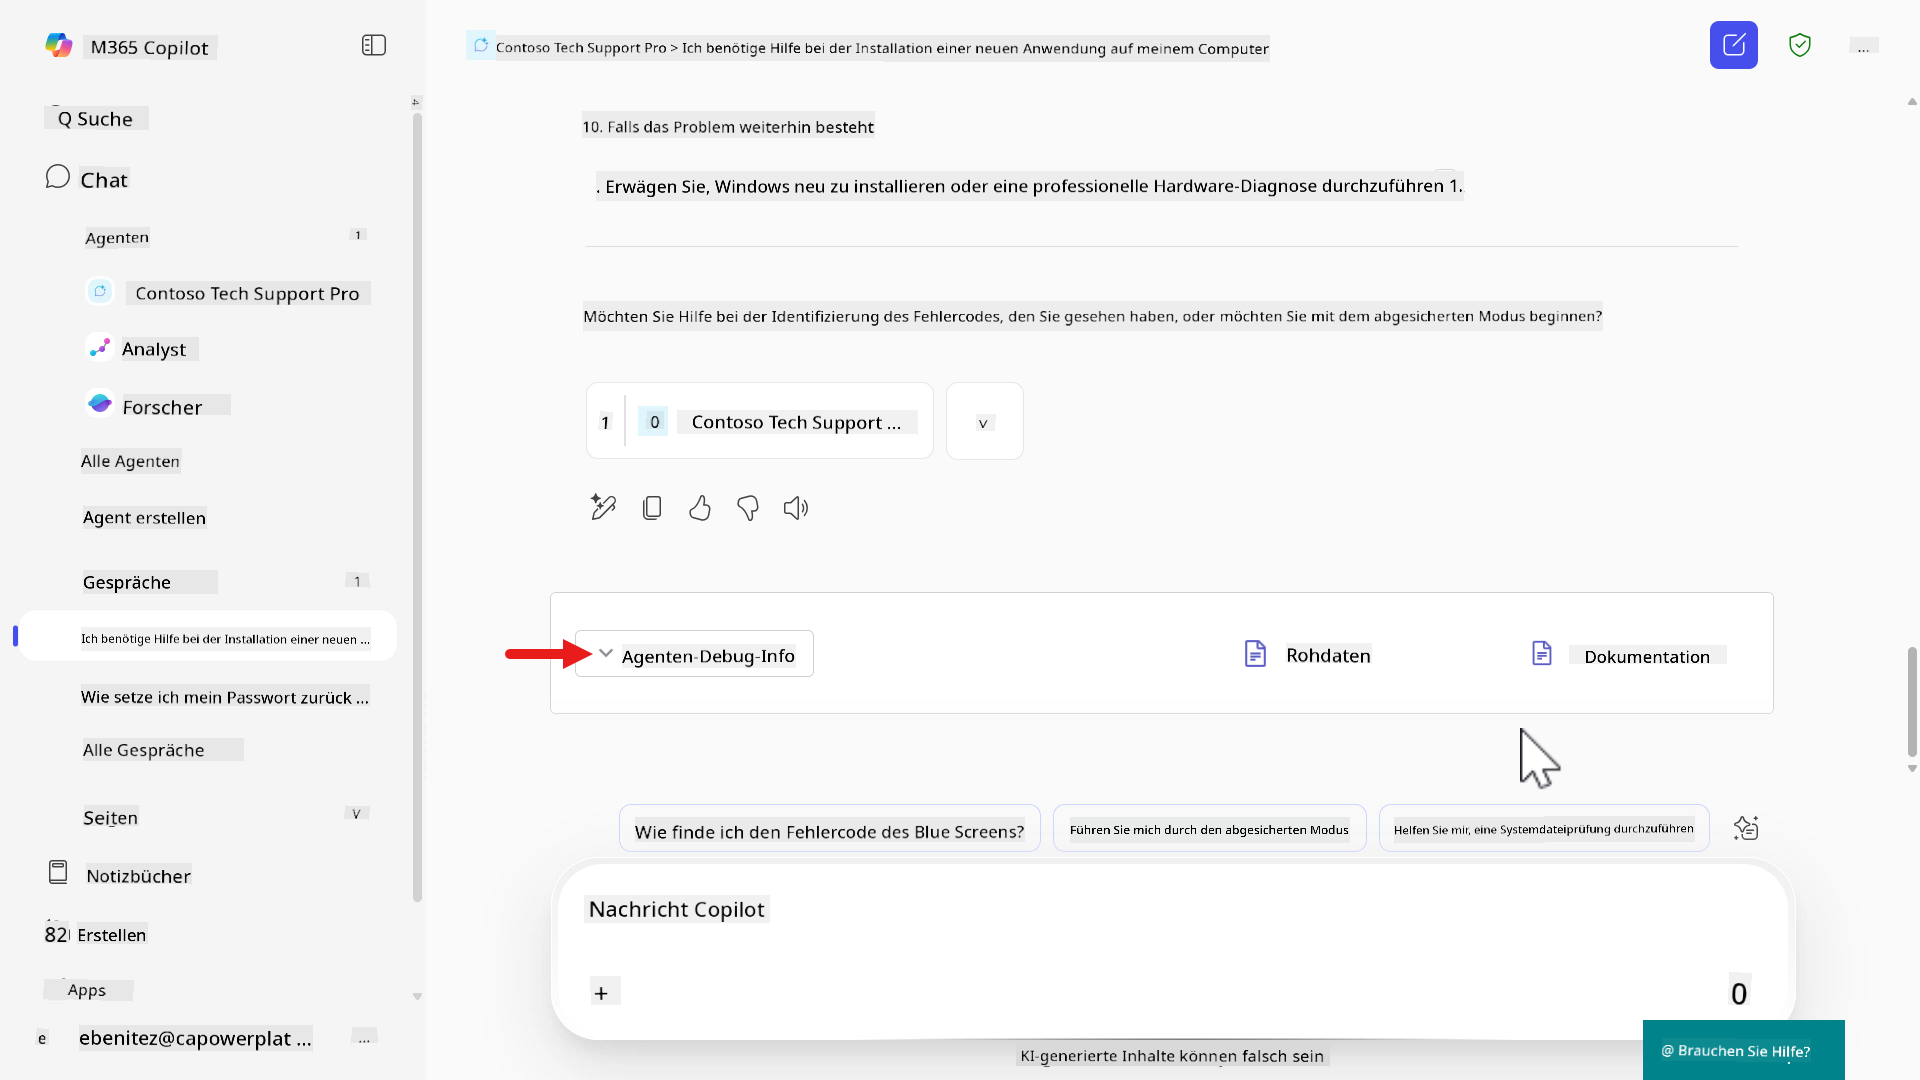 M365 Copilot
Suche
Chat
Agenten
1
Contoso Tech Support Pro
Analyst
Forscher
Alle Agenten
Agent erstellen
Gespräche
1
Ich benötige Hilfe bei der Installation einer neuen ...
Wie setze ich mein Passwort zurück ...
Alle Gespräche
Seiten
V
Notizbücher
82 Erstellen
Apps
e ebenitez@capowerplat ... ...
Contoso Tech Support Pro > Ich benötige Hilfe bei der Installation einer neuen Anwendung auf meinem Computer
...
10. Falls das Problem weiterhin besteht
. Erwägen Sie, Windows neu zu installieren oder eine professionelle Hardware-Diagnose durchzuführen 1.
Möchten Sie Hilfe bei der Identifizierung des Fehlercodes, den Sie gesehen haben, oder möchten Sie mit dem abgesicherten Modus beginnen?
1 0 Contoso Tech Support ... v
Agenten-Debug-Info
Rohdaten
Dokumentation
Wie finde ich den Fehlercode des Blue Screens?
Führen Sie mich durch den abgesicherten Modus
Helfen Sie mir, eine Systemdateiprüfung durchzuführen
Nachricht Copilot
+
0
KI-generierte Inhalte können falsch sein
@ Brauchen Sie Hilfe?